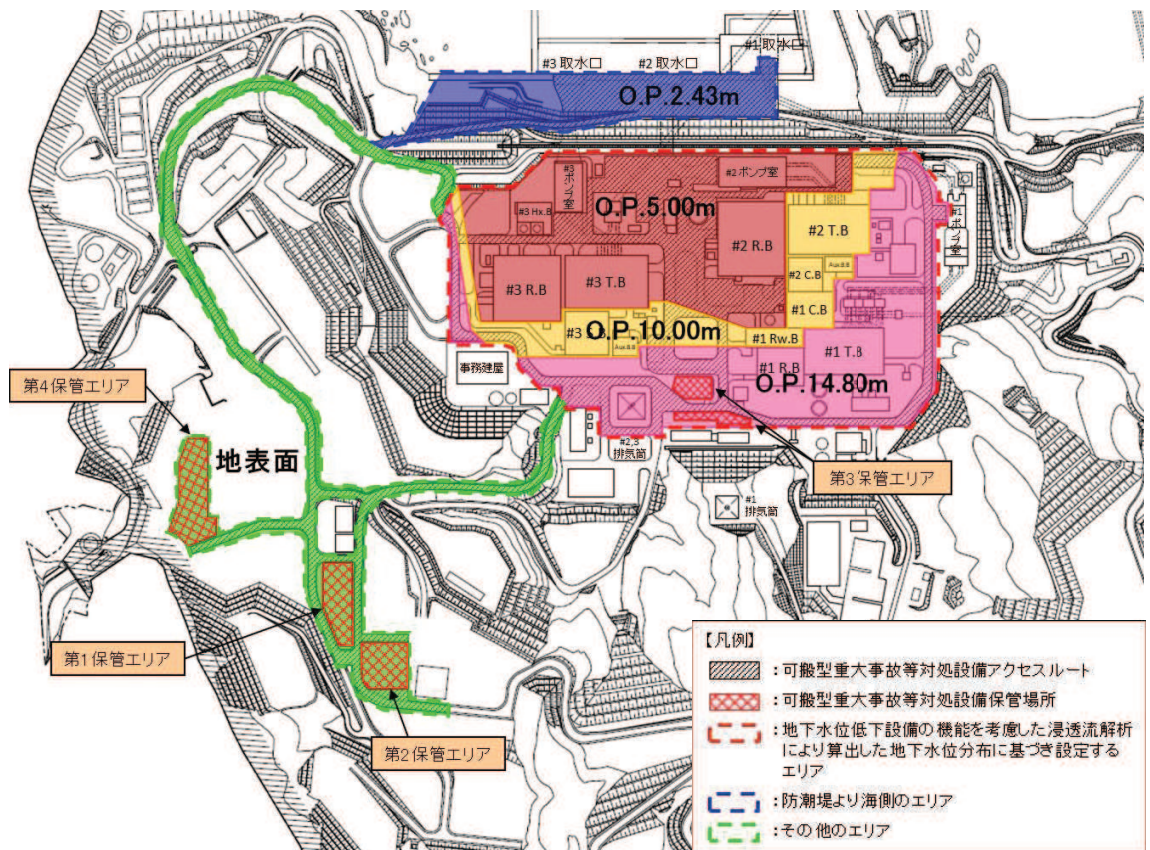 #1取水口
#3取水口
#2取水口
O.P.2.43m
#3
ポンプ室
#2ポンプ室
#3 Hx.B
O.P.5.00m
#1
ポンプ室
#2 T.B
#2 R.B
#2 C.B
Aux.B.B
#3 R.B
#3 T.B
#1 C.B
O.P.10.00m
#1 Rw.B
#1 T.B
#1 R.B
事務建屋
O.P.14.80m
第4保管エリア
地表面
#2,3
排気筒
第3保管エリア
#1
排気筒
第1保管エリア
第2保管エリア
【凡例】
:可搬型重大事故等対処設備アクセスルート
:可搬型重大事故等対処設備保管場所
:地下水位低下設備の機能を考慮した浸透流解析
により算出した地下水位分布に基づき設定する
エリア
:防潮堤より海側のエリア
:その他のエリア